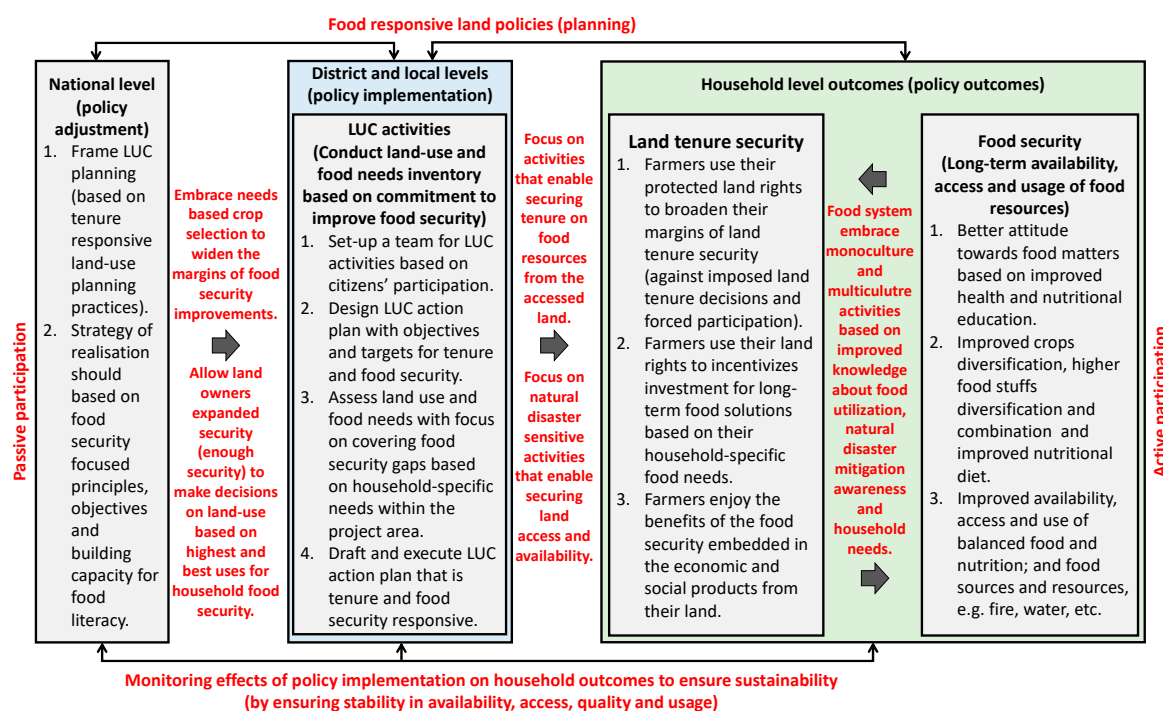 Food responsive land policies (planning)
Passive participation
National level
(policy
adjustment)
1. Frame LUC
planning
(based on
tenure
responsive
land-use
planning
practices).
2. Strategy of
realisation
should
based on
food
security
focused
principles,
objectives
and
building
capacity for
food
literacy.
Embrace needs
based crop
selection to
widen the
margins of food
security
improvements.
Allow land
owners
expanded
security
(enough
security) to
make decisions
on land-use
based on
highest and
best uses for
household food
security.
District and local levels
(policy implementation)
LUC activities
(Conduct land-use and
food needs inventory
based on commitment to
improve food security)
1. Set-up a team for LUC
activities based on
citizens’ participation.
2. Design LUC action
plan with objectives
and targets for tenure
and food security.
3. Assess land use and
food needs with focus
on covering food
security gaps based
on household-specific
needs within the
project area.
4. Draft and execute LUC
action plan that is
tenure and food
security responsive.
Focus on
activities
that enable
securing
tenure on
food
resources
from the
accessed
land.
Focus on
natural
disaster
sensitive
activities
that enable
securing
land
access and
availability.
Household level outcomes (policy outcomes)
Land tenure security
1. Farmers use their
protected land rights
to broaden their
margins of land
tenure security
(against imposed land
tenure decisions and
forced participation).
2. Farmers use their land
rights to incentivizes
investment for long-
term food solutions
based on their
household-specific
food needs.
3. Farmers enjoy the
benefits of the food
security embedded in
the economic and
social products from
their land.
Food system
embrace
monoculture
and
multiculutre
activities
based on
improved
knowledge
about food
utilization,
natural
disaster
mitigation
awareness
and
household
needs.
Food security
(Long-term availability,
access and usage of food
resources)
1. Better attitude
towards food matters
based on improved
health and nutritional
education.
2. Improved crops
diversification, higher
food stuffs
diversification and
combination and
improved nutritional
diet.
3. Improved availability,
access and use of
balanced food and
nutrition; and food
sources and resources,
e.g. fire, water, etc.
Active participation
Monitoring effects of policy implementation on household outcomes to ensure sustainability
(by ensuring stability in availability, access, quality and usage)